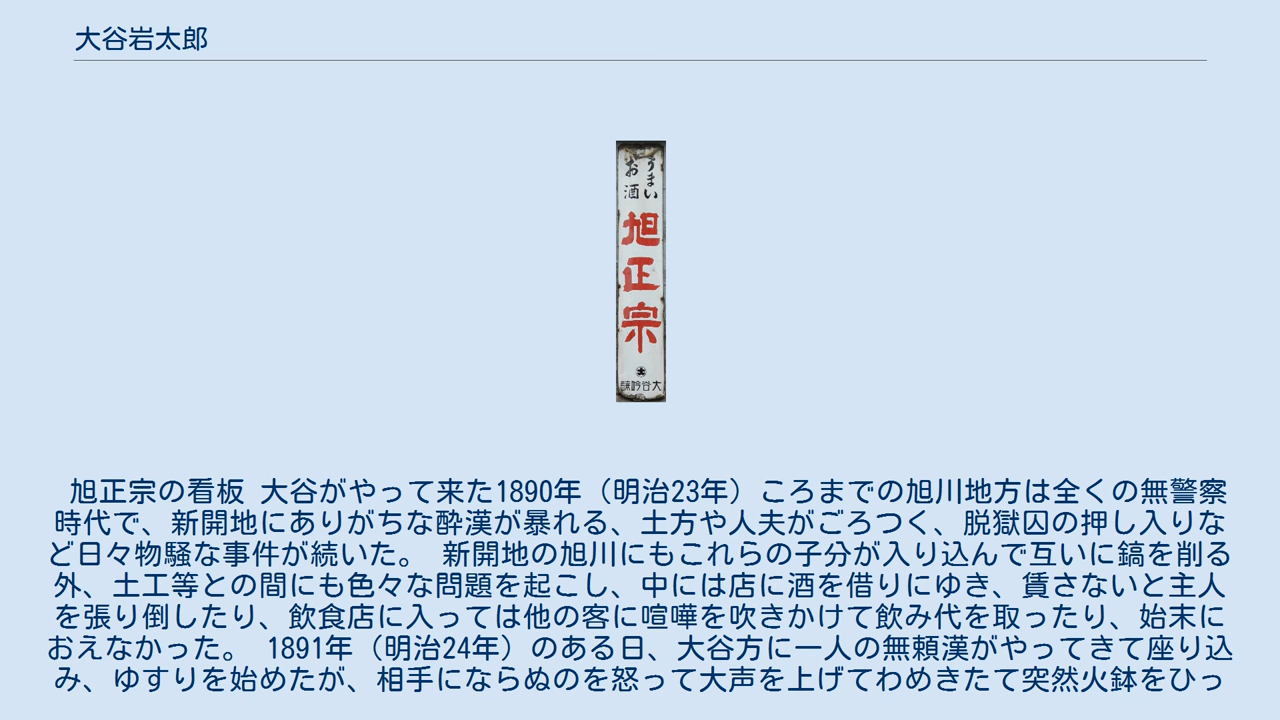 大谷岩太郎
うまい
お酒
旭正宗
大谷吟醸
旭正宗の看板 大谷がやって来た1890年（明治23年）ころまでの旭川地方は全くの無警察
時代で、新開地にありがちな酔漢が暴れる、土方や人夫がごろつく、脱獄囚の押し入りな
ど日々物騒な事件が続いた。 新開地の旭川にもこれらの子分が入り込んで互いに鎬を削る
外、土工等との間にも色々な問題を起こし、中には店に酒を借りにゆき、賃さないと主人
を張り倒したり、飲食店に入っては他の客に喧嘩を吹きかけて飲み代を取ったり、始末に
おえなかった。 1891年（明治24年）のある日、大谷方に一人の無頼漢がやってきて座り込
み、ゆすりを始めたが、相手にならぬのを怒って大声を上げてわめきたて突然火鉢をひっ